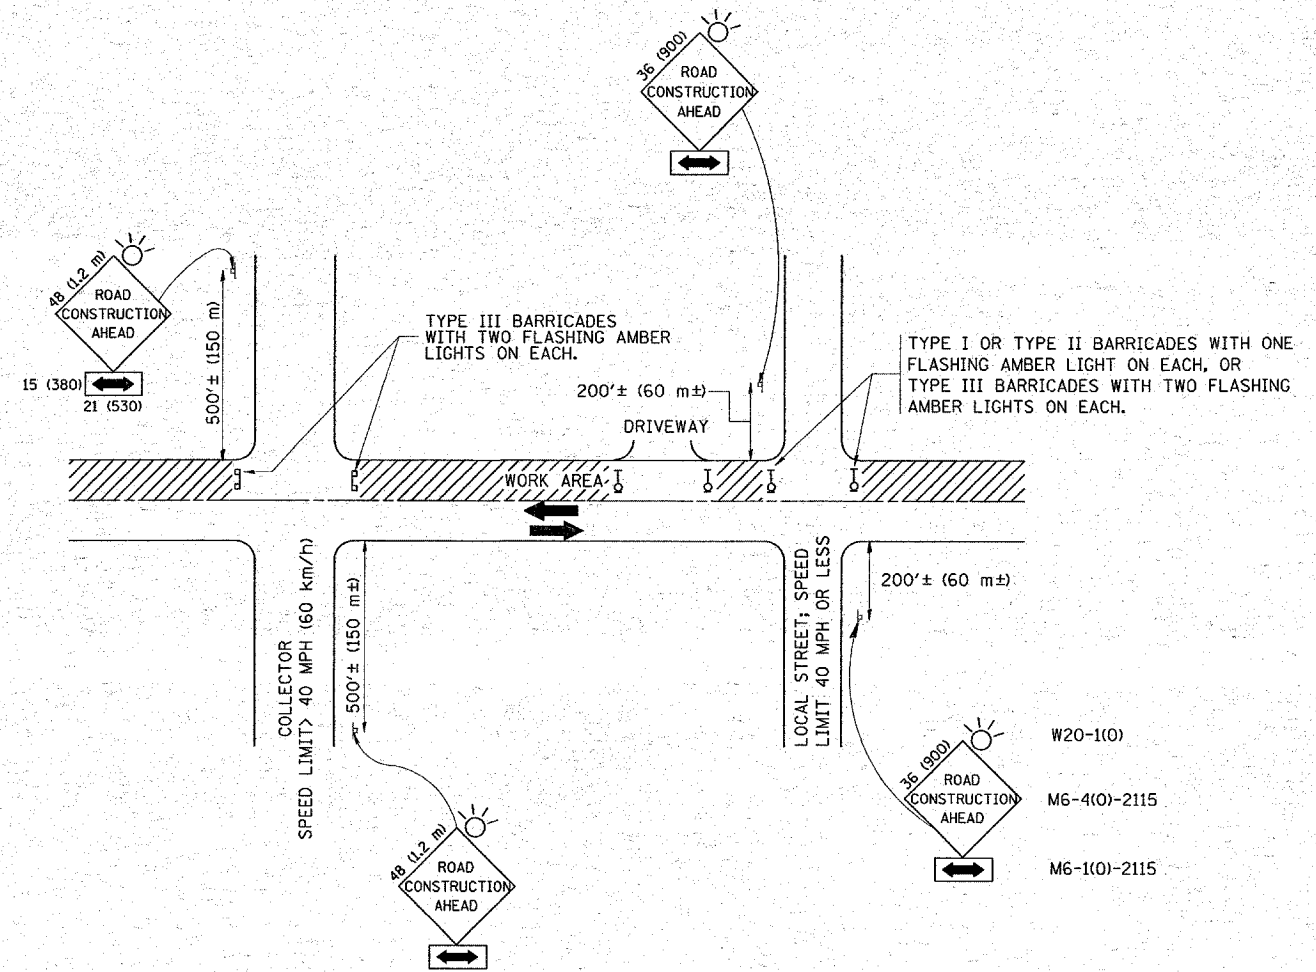 36 (900)
ROAD
CONSTRUCTION
AHEAD
48 (1.2 m)
ROAD
CONSTRUCTION
AHEAD
15 (380)
21 (530)
500'± (150 m)
TYPE III BARRICADES
WITH TWO FLASHING AMBER
LIGHTS ON EACH.
200'± (60 m±)
DRIVEWAY
TYPE I OR TYPE II BARRICADES WITH ONE
FLASHING AMBER LIGHT ON EACH, OR
TYPE III BARRICADES WITH TWO FLASHING
AMBER LIGHTS ON EACH.
WORK AREA
COLLECTOR
SPEED LIMIT> 40 MPH (60 km/h)
500'± (150 m±)
LOCAL STREET; SPEED
LIMIT 40 MPH OR LESS
200'± (60 m±)
48 (1.2 m)
ROAD
CONSTRUCTION
AHEAD
36 (900)
ROAD
CONSTRUCTION
AHEAD
W20-1(O)
M6-4(O)-2115
M6-1(O)-2115